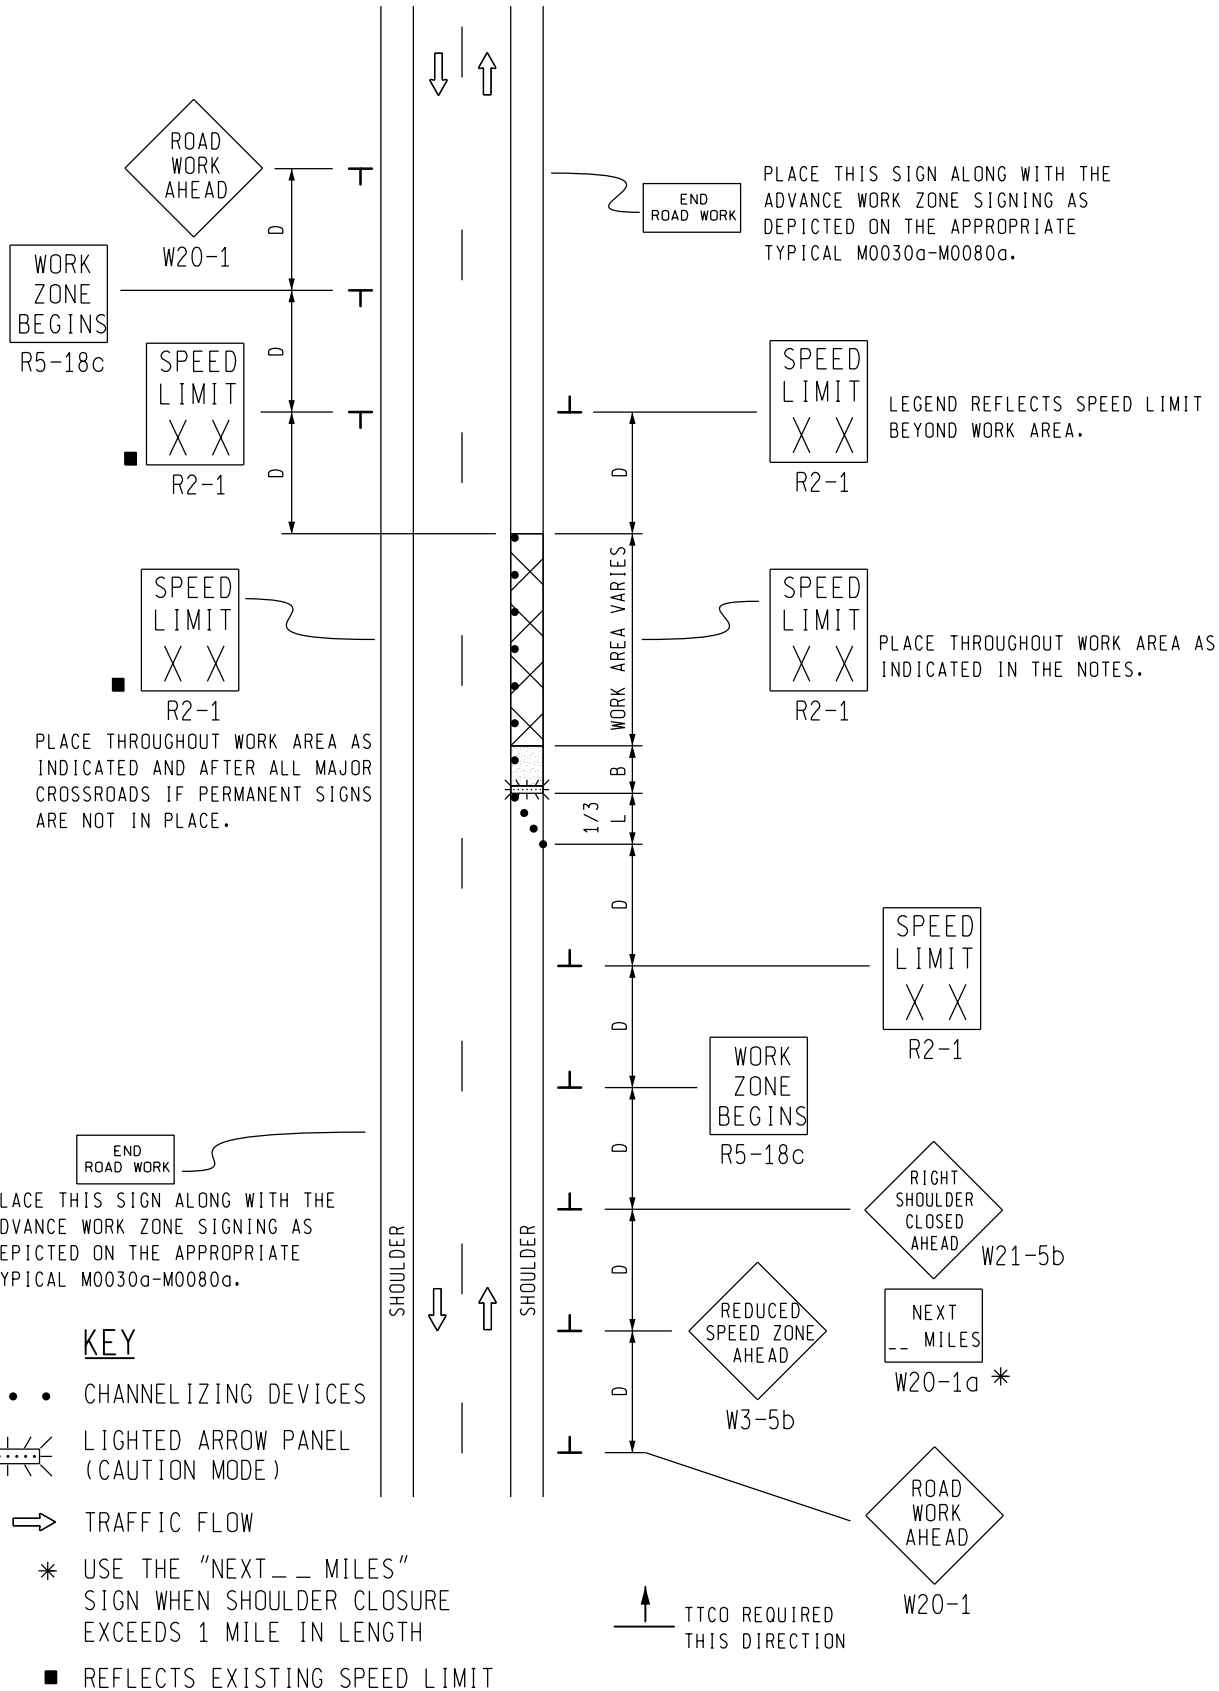 ROAD
WORK
AHEAD
W20-1
D
WORK
ZONE
BEGINS
R5-18c
D
SPEED
LIMIT
X X
R2-1
D
END
ROAD WORK
PLACE THIS SIGN ALONG WITH THE
ADVANCE WORK ZONE SIGNING AS
DEPICTED ON THE APPROPRIATE
TYPICAL M0030a-M0080a.
SPEED
LIMIT
X X
R2-1
LEGEND REFLECTS SPEED LIMIT
BEYOND WORK AREA.
D
SPEED
LIMIT
X X
R2-1
PLACE THROUGHOUT WORK AREA AS
INDICATED AND AFTER ALL MAJOR
CROSSROADS IF PERMANENT SIGNS
ARE NOT IN PLACE.
WORK AREA VARIES
SPEED
LIMIT
X X
R2-1
PLACE THROUGHOUT WORK AREA AS
INDICATED IN THE NOTES.
B
1/3
L
D
SPEED
LIMIT
X X
R2-1
D
WORK
ZONE
BEGINS
R5-18c
D
RIGHT
SHOULDER
CLOSED
AHEAD
W21-5b
NEXT
__ MILES
W20-1a *
D
REDUCED
SPEED ZONE
AHEAD
W3-5b
D
ROAD
WORK
AHEAD
W20-1
END
ROAD WORK
LACE THIS SIGN ALONG WITH THE
DVANCE WORK ZONE SIGNING AS
EPICTED ON THE APPROPRIATE
YPICAL M0030a-M0080a.
SHOULDER
SHOULDER
KEY
CHANNELIZING DEVICES
LIGHTED ARROW PANEL
(CAUTION MODE)
TRAFFIC FLOW
* USE THE "NEXT__ MILES"
SIGN WHEN SHOULDER CLOSURE
EXCEEDS 1 MILE IN LENGTH
■ REFLECTS EXISTING SPEED LIMIT
TTCO REQUIRED
THIS DIRECTION